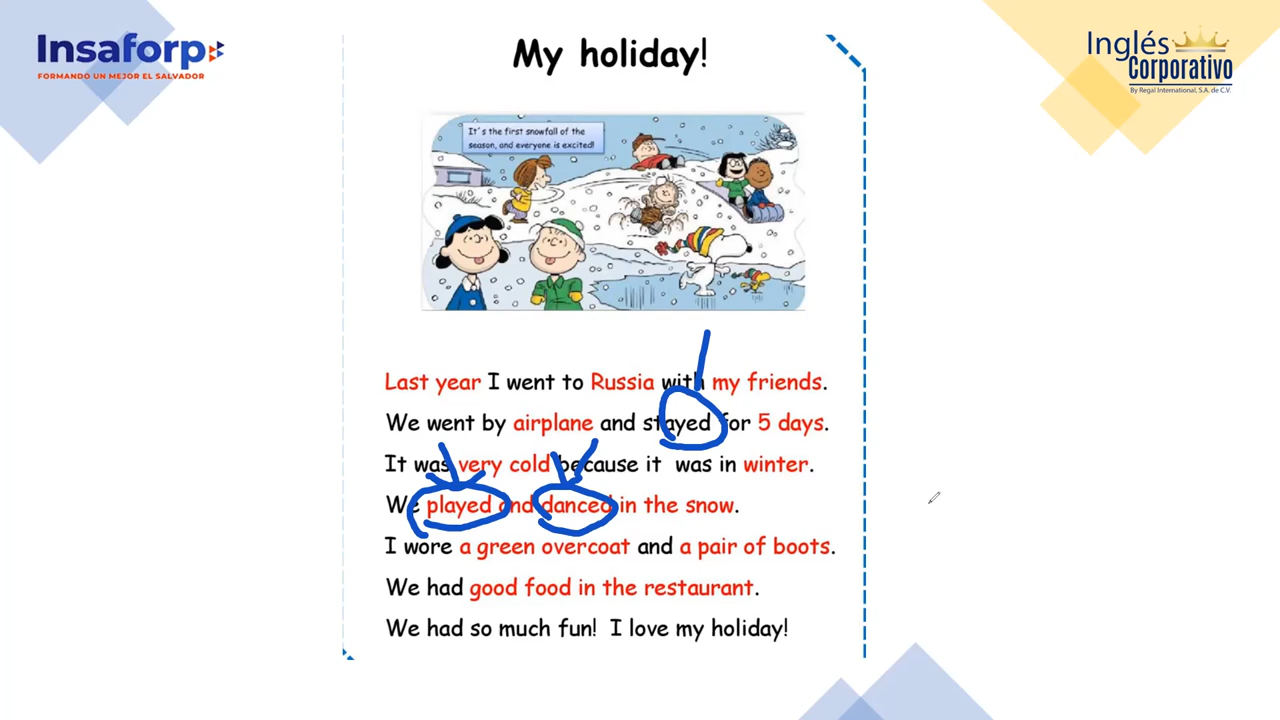 Insaforp
FORMANDO UN MEJOR EL SALVADOR
My holiday!
Inglés
Corporativo
By Regal International, S.A. de C.V.
It's the first snowfall of the
season, and everyone is excited!
Last year I went to Russia with my friends.
We went by airplane and stayed for 5 days.
It was very cold because it was in winter.
We played and danced in the snow.
I wore a green overcoat and a pair of boots.
We had good food in the restaurant.
We had so much fun! I love my holiday!